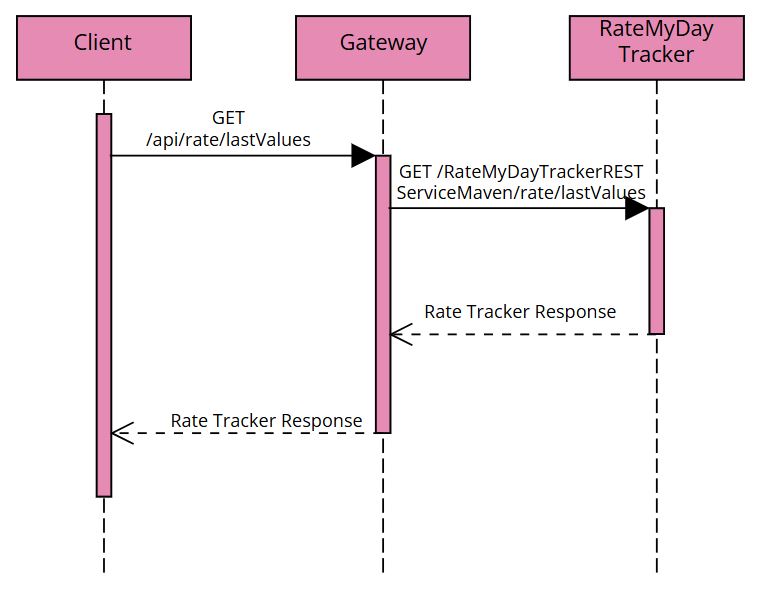 Client
Gateway
RateMyDay
Tracker
GET
/api/rate/lastValues
GET /RateMyDayTrackerREST
ServiceMaven/rate/lastValues
Rate Tracker Response
Rate Tracker Response